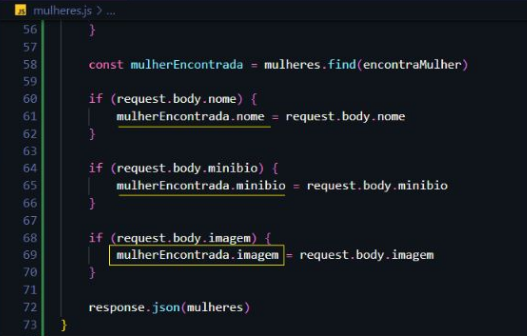 JS mulheres.js > ...
56 }
57
58 const mulherEncontrada = mulheres.find(encontraMulher)
59
60 if (request.body.nome) {
61 mulherEncontrada.nome = request.body.nome
62 }
63
64 if (request.body.minibio) {
65 mulherEncontrada.minibio = request.body.minibio
66 }
67
68 if (request.body.imagem) {
69 mulherEncontrada.imagem = request.body.imagem
70 }
71
72 response.json(mulheres)
73 }